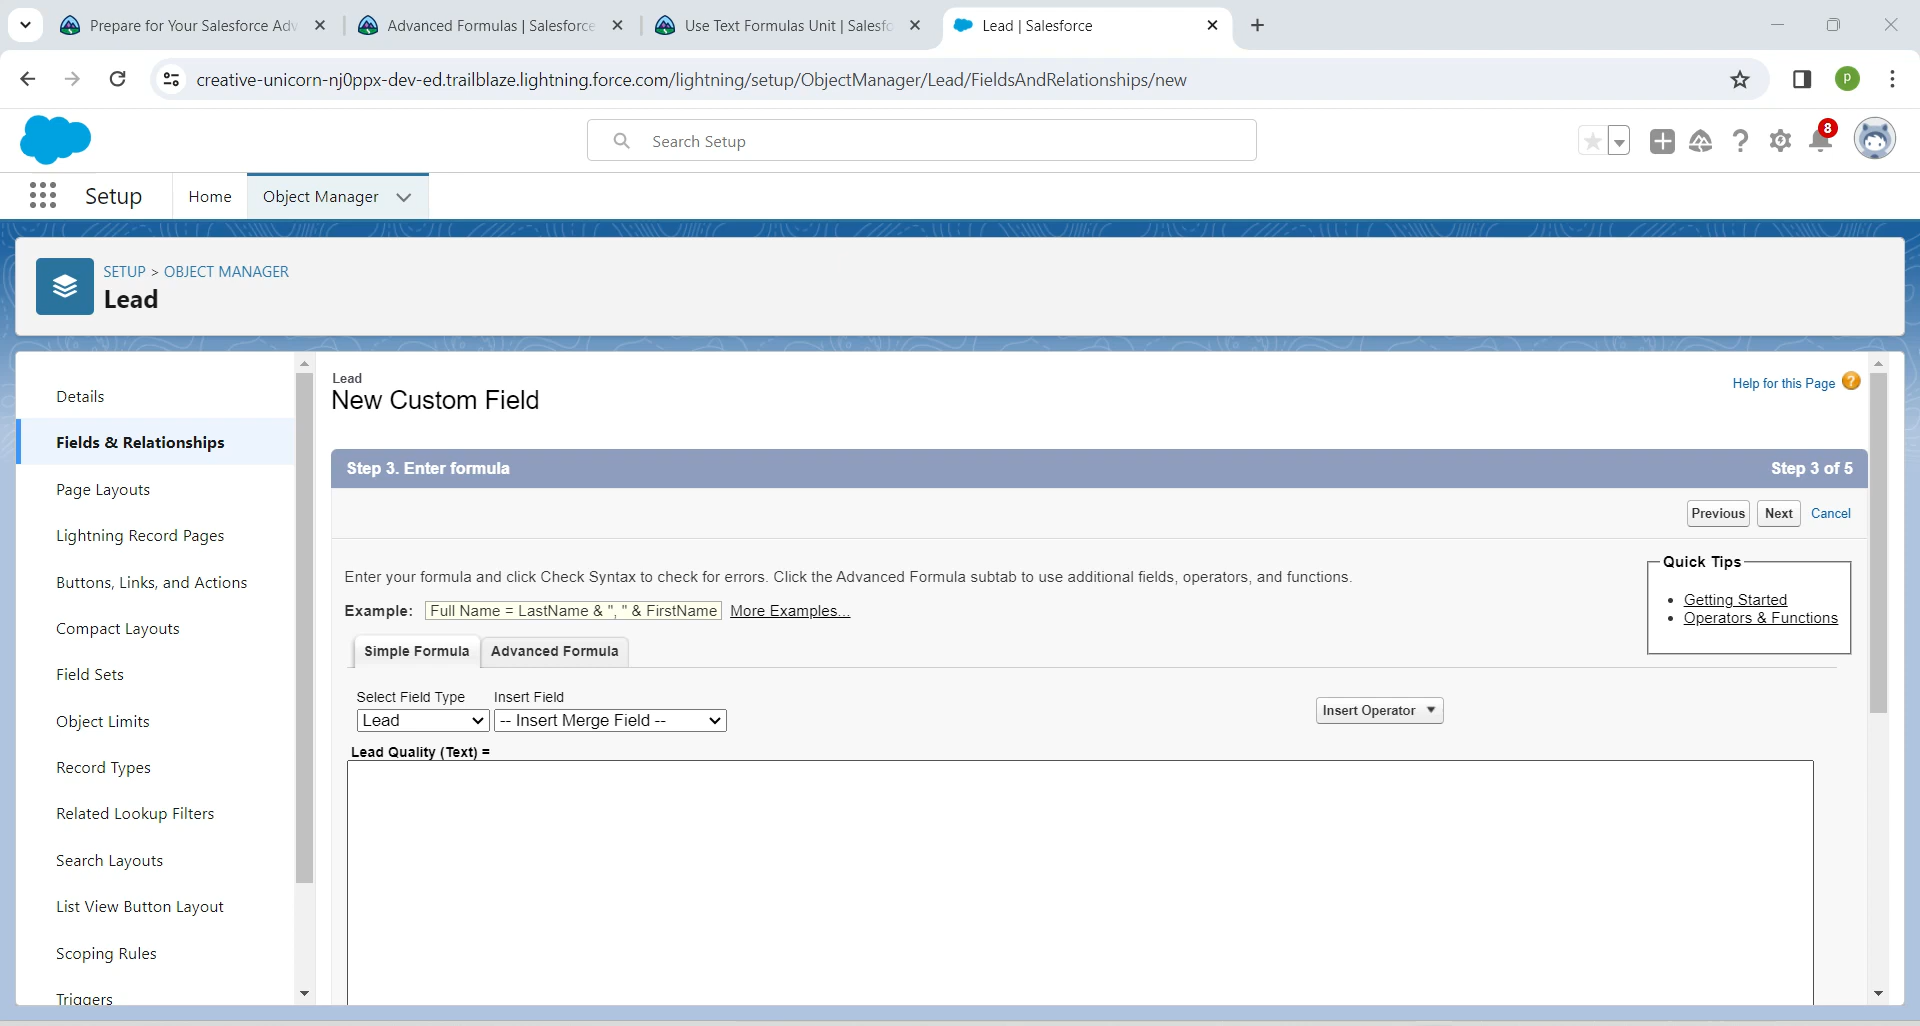 Prepare for Your Salesforce Adv
Advanced Formulas | Salesforce
Use Text Formulas Unit | Salesfo
Lead | Salesforce
creative-unicorn-nj0ppx-dev-ed.trailblaze.lightning.force.com/lightning/setup/ObjectManager/Lead/FieldsAndRelationships/new
P
Search Setup
8
Setup
Home
Object Manager
SETUP > OBJECT MANAGER
Lead
Details
Fields & Relationships
Page Layouts
Lightning Record Pages
Buttons, Links, and Actions
Compact Layouts
Field Sets
Object Limits
Record Types
Related Lookup Filters
Search Layouts
List View Button Layout
Scoping Rules
Triggers
Lead
New Custom Field
Help for this Page ?
Step 3. Enter formula
Step 3 of 5
Previous
Next
Cancel
Enter your formula and click Check Syntax to check for errors. Click the Advanced Formula subtab to use additional fields, operators, and functions.
Example: Full Name = LastName & ", " & FirstName More Examples...
Quick Tips
• Getting Started
• Operators & Functions
Simple Formula
Advanced Formula
Select Field Type
Insert Field
Lead
-- Insert Merge Field --
Insert Operator
Lead Quality (Text) =